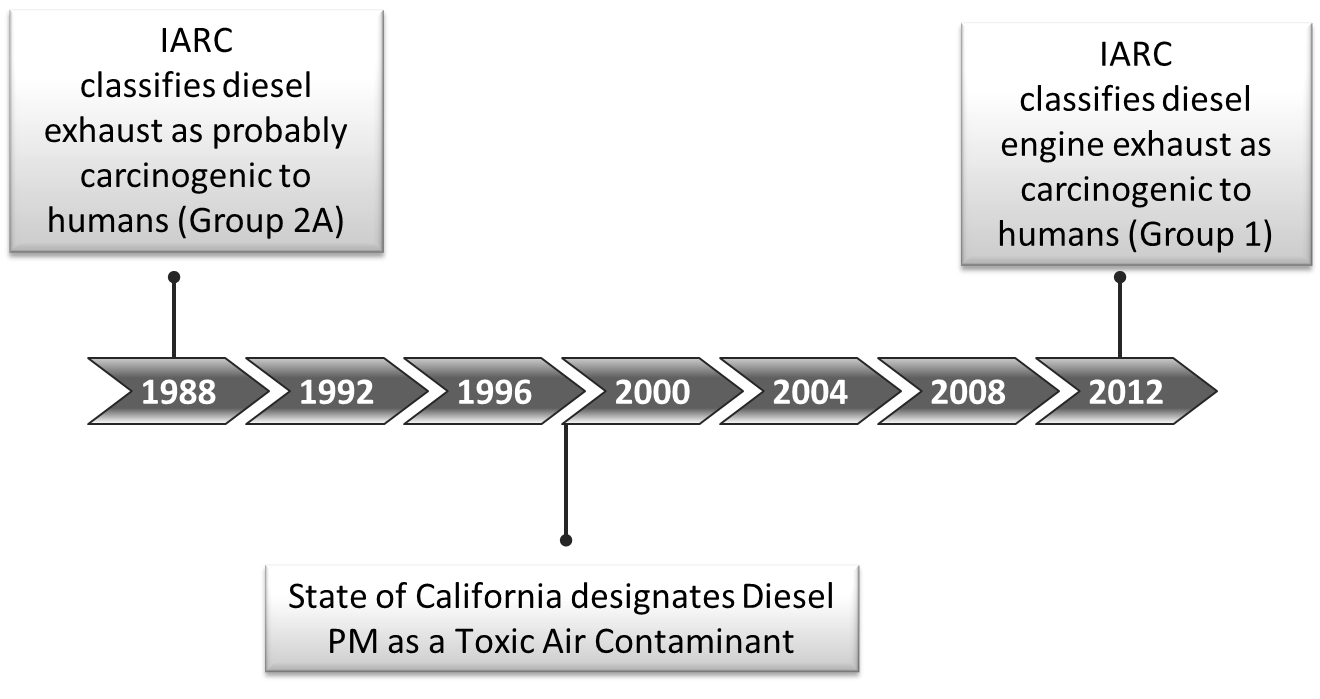 IARC
classifies diesel
exhaust as probably
carcinogenic to
humans (Group 2A)
IARC
classifies diesel
engine exhaust as
carcinogenic to
humans (Group 1)
1988 1992 1996 2000 2004 2008 2012
State of California designates Diesel
PM as a Toxic Air Contaminant